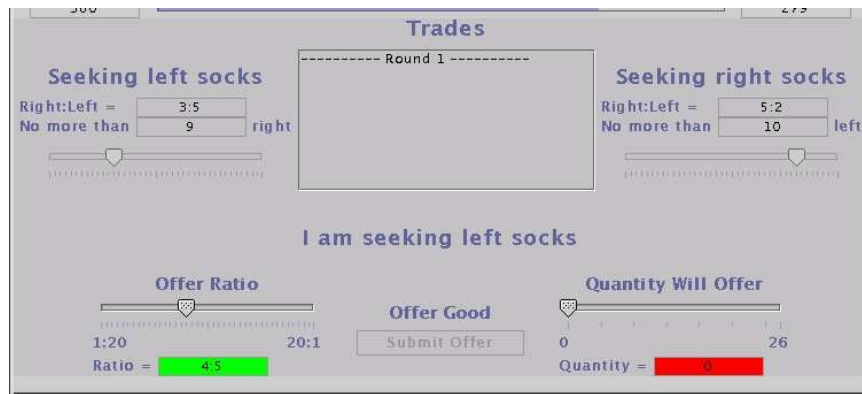 279
Trades
---------- Round 1 ----------
Seeking left socks
Right:Left = 3:5
No more than 9 right
Seeking right socks
Right:Left = 5:2
No more than 10 left
I am seeking left socks
Offer Ratio
1:20 20:1
Ratio = 4:5
Offer Good
Submit Offer
Quantity Will Offer
0 26
Quantity = 0